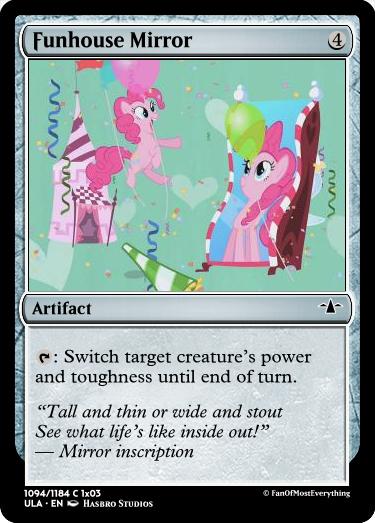 Funhouse Mirror 4
Artifact
: Switch target creature's power
and toughness until end of turn.
“Tall and thin or wide and stout
See what life's like inside out!”
— Mirror inscription
1094/1184 C 1x03
ULA • EN Hasbro Studios
© FanOfMostEverything